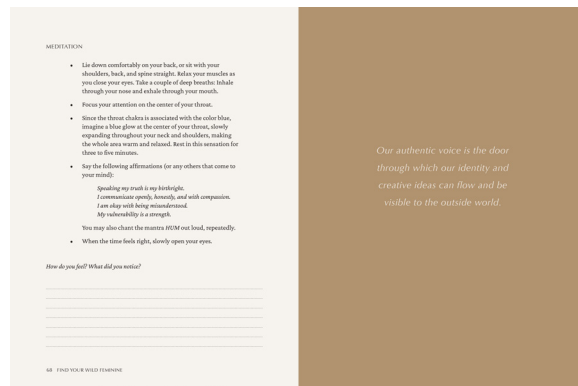 MEDITATION
• Lie down comfortably on your back, or sit with your
shoulders, back, and spine straight. Relax your muscles as
you close your eyes. Take a couple of deep breaths: Inhale
through your nose and exhale through your mouth.
• Focus your attention on the center of your throat.
• Since the throat chakra is associated with the color blue,
imagine a blue glow at the center of your throat, slowly
expanding throughout your neck and shoulders, making
the whole area warm and relaxed. Rest in this sensation for
three to five minutes.
• Say the following affirmations (or any others that come to
your mind):
Speaking my truth is my birthright.
I communicate openly, honestly, and with compassion.
I am okay with being misunderstood.
My vulnerability is a strength.
You may also chant the mantra HUM out loud, repeatedly.
• When the time feels right, slowly open your eyes.
How do you feel? What did you notice?
68 FIND YOUR WILD FEMININE
Our authentic voice is the door
through which our identity and
creative ideas can flow and be
visible to the outside world.